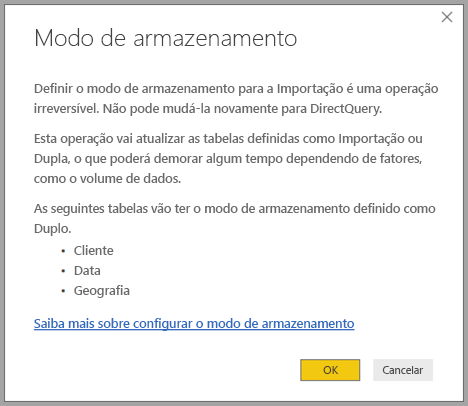 Modo de armazenamento
Definir o modo de armazenamento para a Importação é uma operação
irreversível. Não pode mudá-la novamente para DirectQuery.
Esta operação vai atualizar as tabelas definidas como Importação ou
Dupla, o que poderá demorar algum tempo dependendo de fatores,
como o volume de dados.
As seguintes tabelas vão ter o modo de armazenamento definido como
Duplo.
• Cliente
• Data
• Geografia
Saiba mais sobre configurar o modo de armazenamento
OK Cancelar